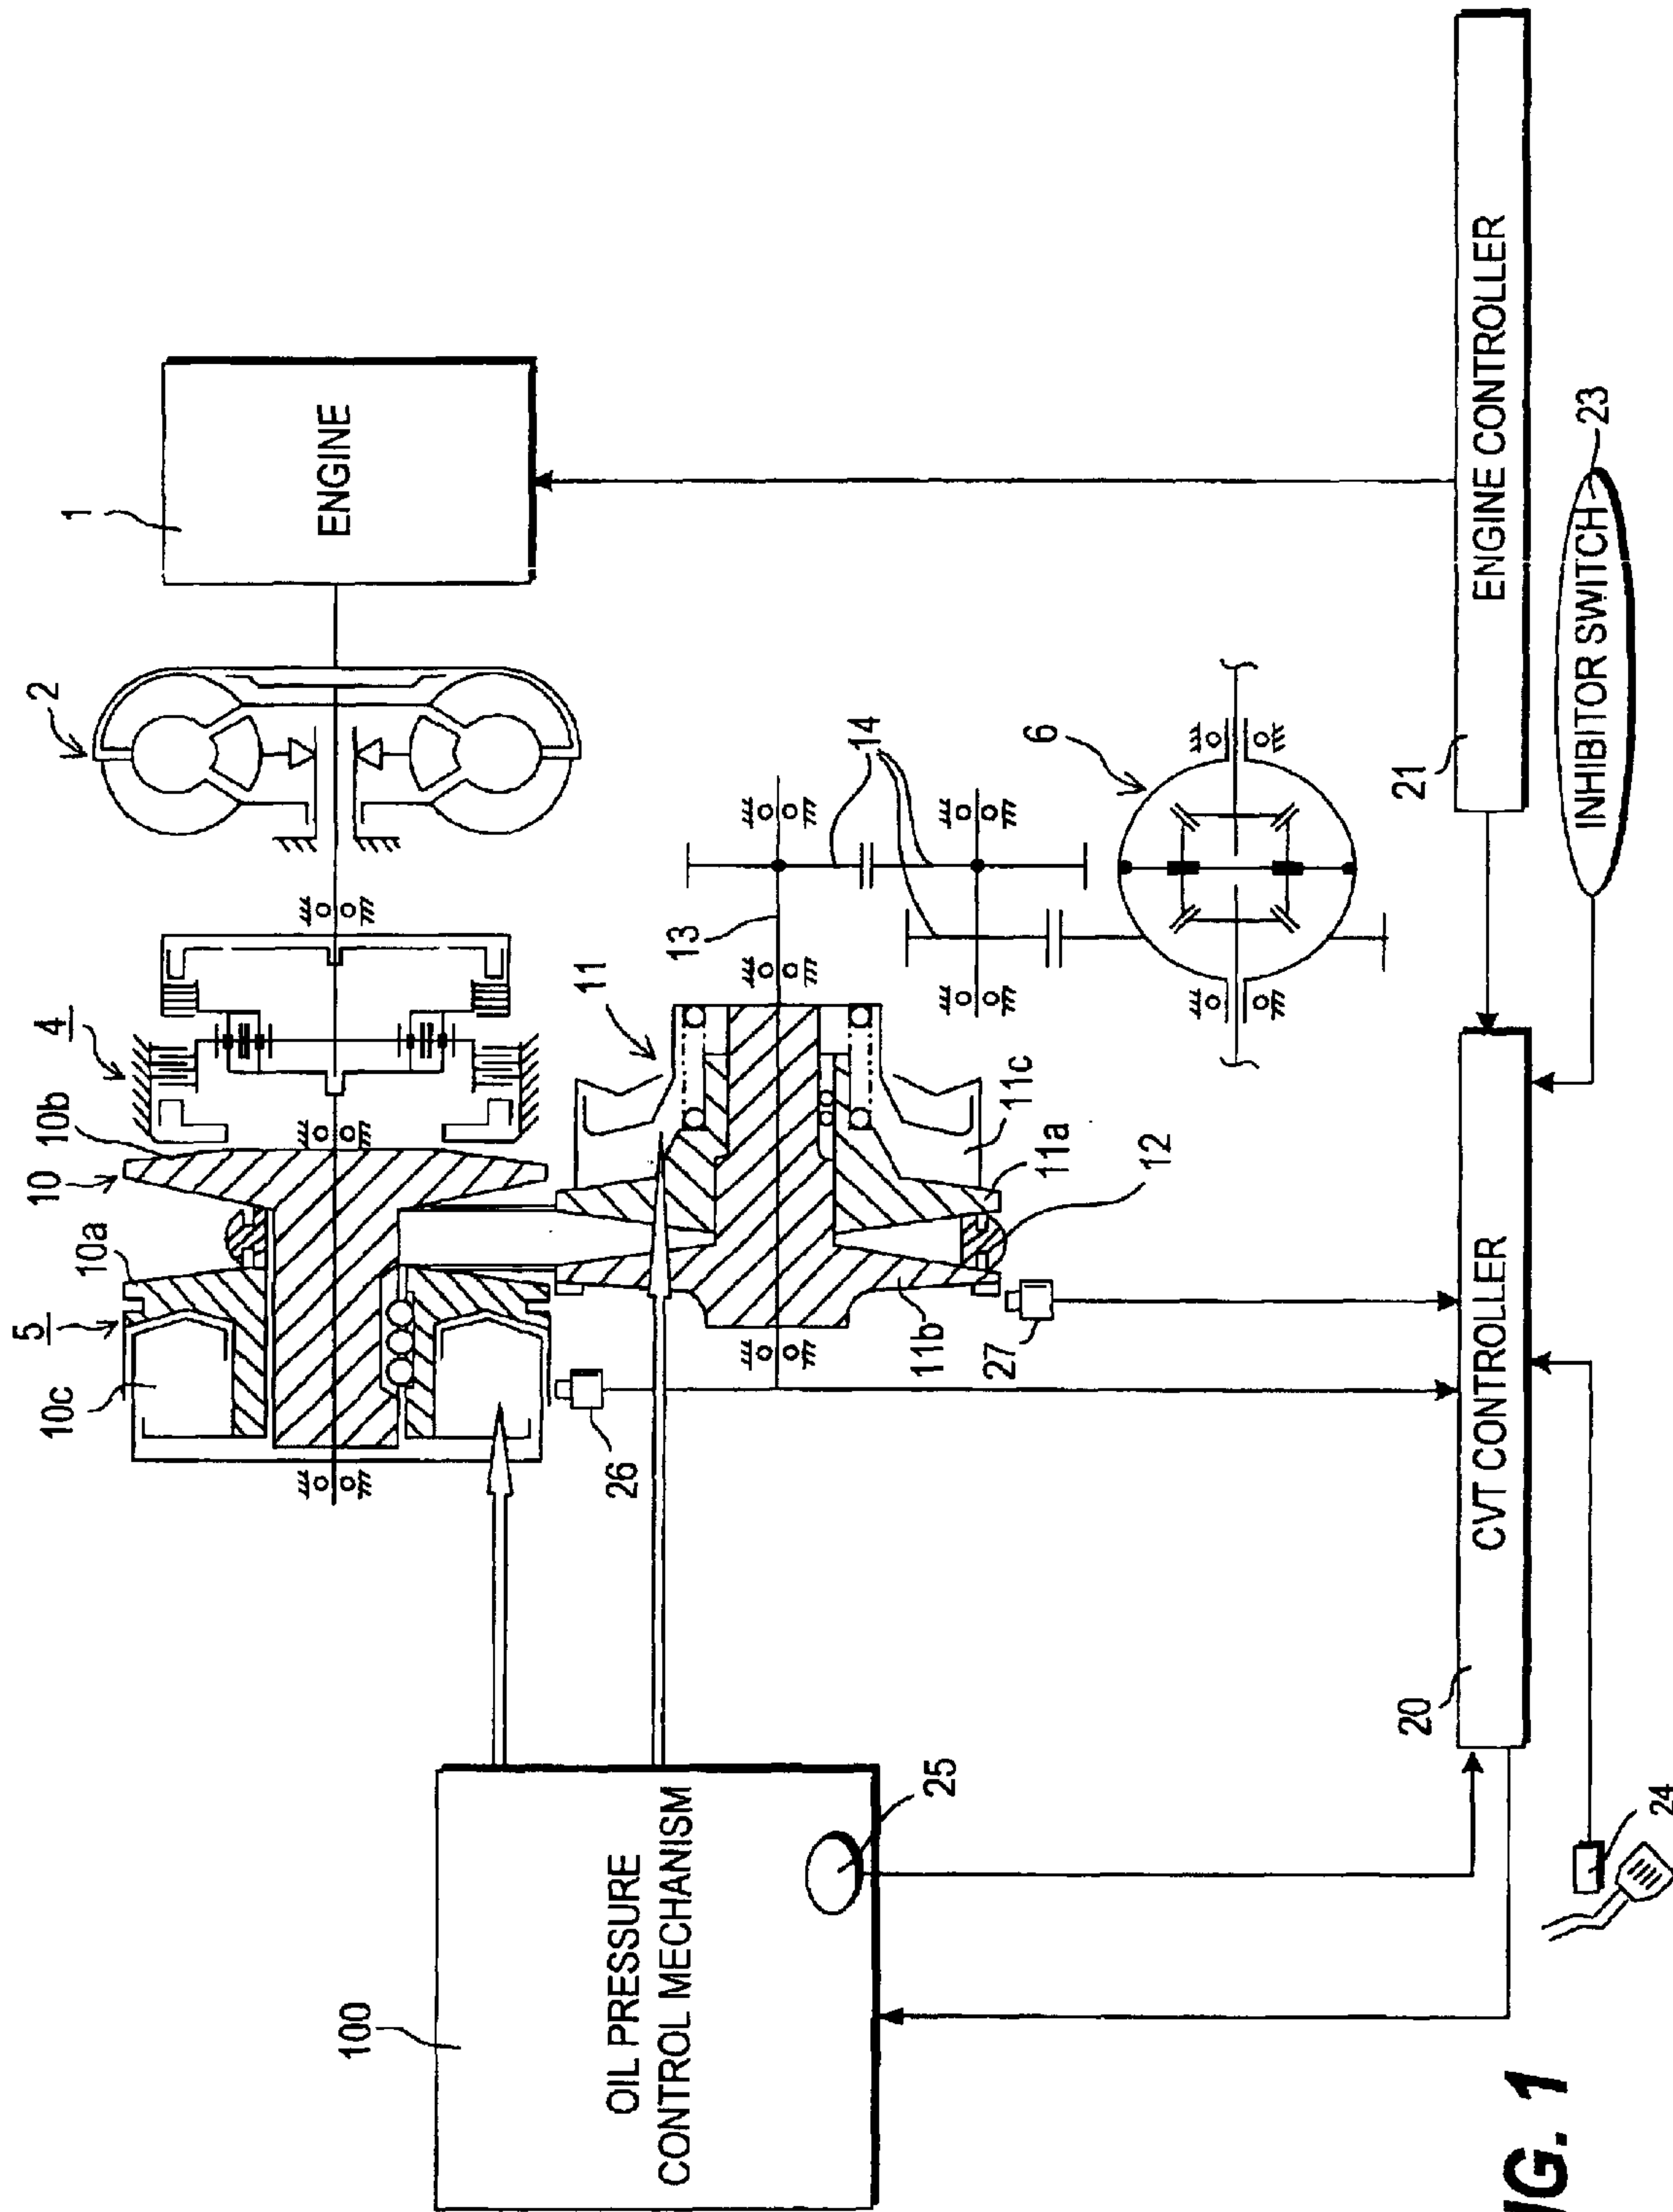 1
ENGINE
2
4
10b
10
10a
5
10c
11
13
14
6
11c
11a
12
11b
27
26
100
OIL PRESSURE
CONTROL MECHANISM
25
21
ENGINE CONTROLLER
INHIBITOR SWITCH
23
20
CVT CONTROLLER
24
IG. 1